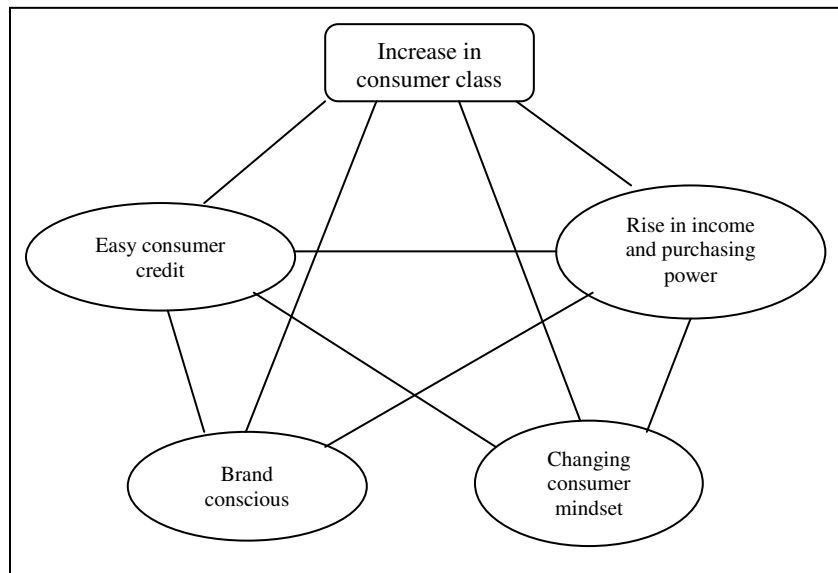 Increase in
consumer class
Easy consumer
credit
Rise in income
and purchasing
power
Brand
conscious
Changing
consumer
mindset